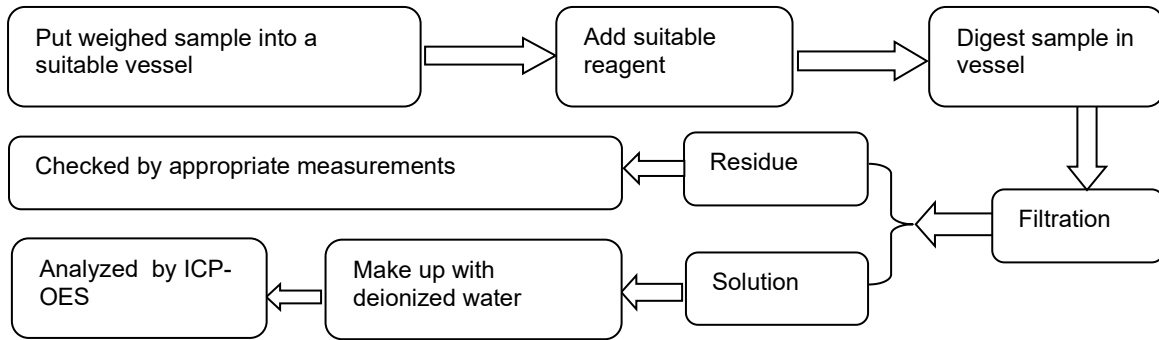 Put weighed sample into a
suitable vessel
Add suitable
reagent
Digest sample in
vessel
Filtration
Residue
Checked by appropriate measurements
Solution
Make up with
deionized water
Analyzed by ICP-
OES